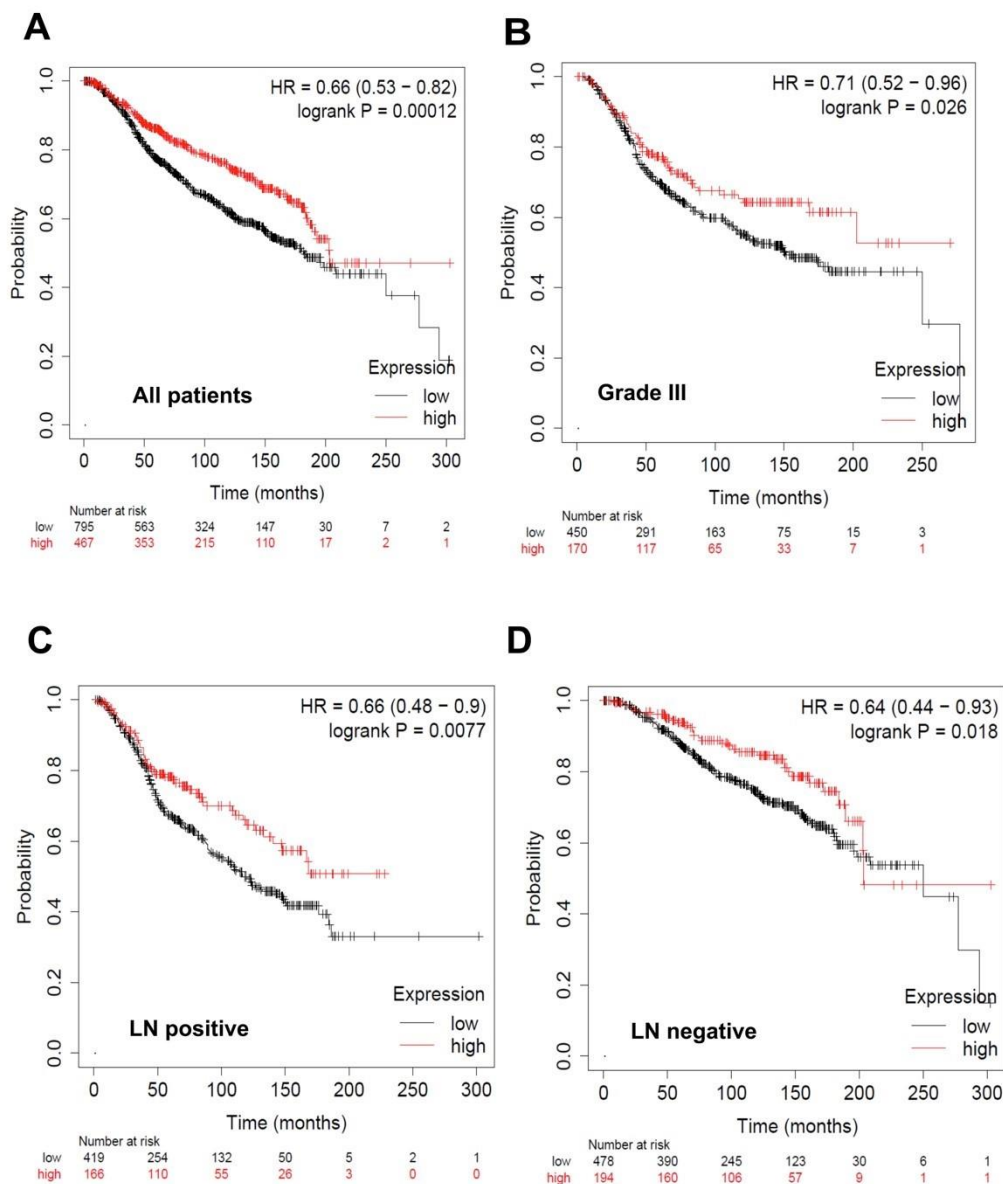 A
HR = 0.66 (0.53 − 0.82)
logrank P = 0.00012
Probability
1.0
0.8
0.6
0.4
0.2
0.0
Expression
low
high
All patients
0 50 100 150 200 250 300
Time (months)
Number at risk
low 795 563 324 147 30 7 2
high 467 353 215 110 17 2 1
B
HR = 0.71 (0.52 − 0.96)
logrank P = 0.026
Probability
1.0
0.8
0.6
0.4
0.2
0.0
Expression
low
high
Grade III
0 50 100 150 200 250
Time (months)
Number at risk
low 450 291 163 75 15 3
high 170 117 65 33 7 1
C
HR = 0.66 (0.48 − 0.9)
logrank P = 0.0077
Probability
1.0
0.8
0.6
0.4
0.2
0.0
Expression
low
high
LN positive
0 50 100 150 200 250 300
Time (months)
Number at risk
low 419 254 132 50 5 2 1
high 166 110 55 26 3 0 0
D
HR = 0.64 (0.44 − 0.93)
logrank P = 0.018
Probability
1.0
0.8
0.6
0.4
0.2
0.0
Expression
low
high
LN negative
0 50 100 150 200 250 300
Time (months)
Number at risk
low 478 390 245 123 30 6 1
high 194 160 106 57 9 1 1